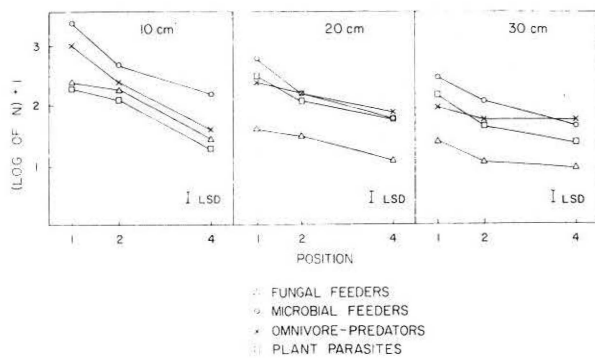 10 cm 20 cm 30 cm
3
2
1
(LOG OF N) + 1
LSD LSD LSD
1 2 4 1 2 4 1 2 4
POSITION
FUNGAL FEEDERS
MICROBIAL FEEDERS
OMNIVORE-PREDATORS
PLANT PARASITES